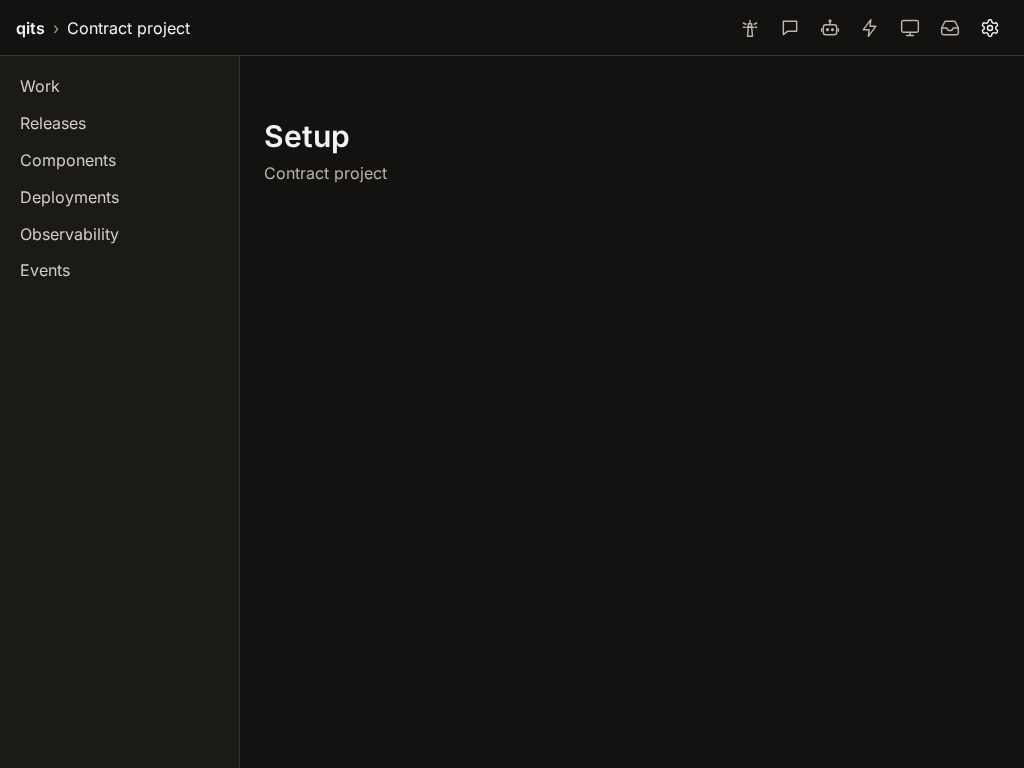 qits › Contract project
Work
Releases
Components
Deployments
Observability
Events
Setup
Contract project